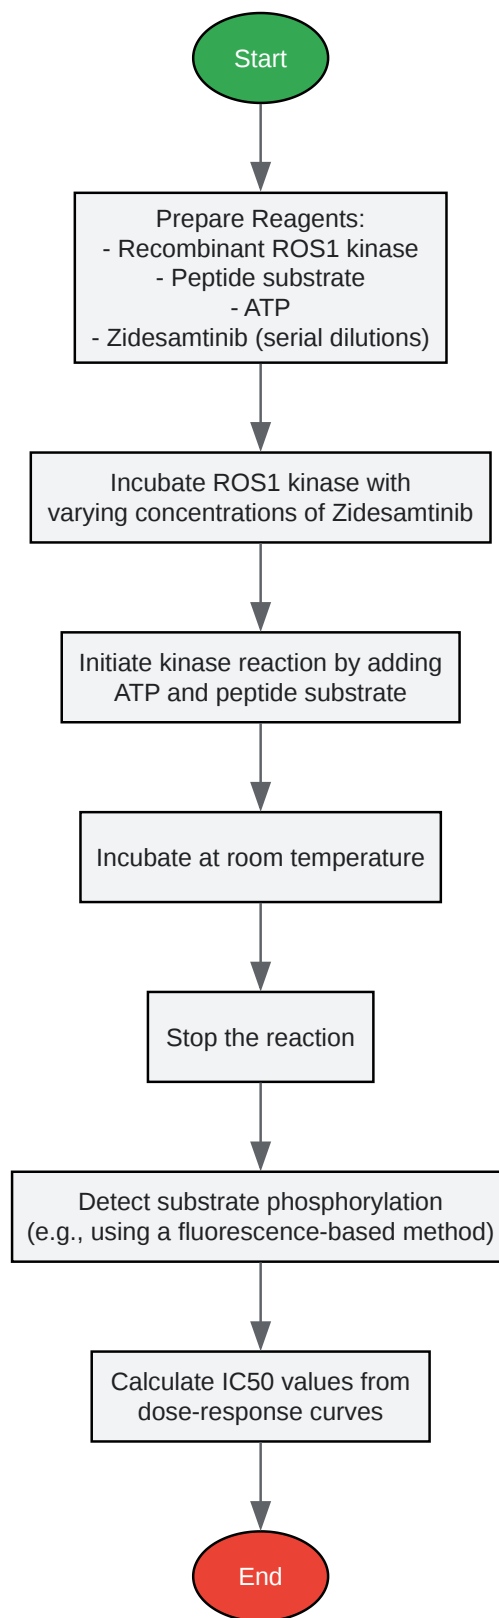 Start
Prepare Reagents:
- Recombinant ROS1 kinase
- Peptide substrate
- ATP
- Zidesamtinib (serial dilutions)
Incubate ROS1 kinase with
varying concentrations of Zidesamtinib
Initiate kinase reaction by adding
ATP and peptide substrate
Incubate at room temperature
Stop the reaction
Detect substrate phosphorylation
(e.g., using a fluorescence-based method)
Calculate IC50 values from
dose-response curves
End